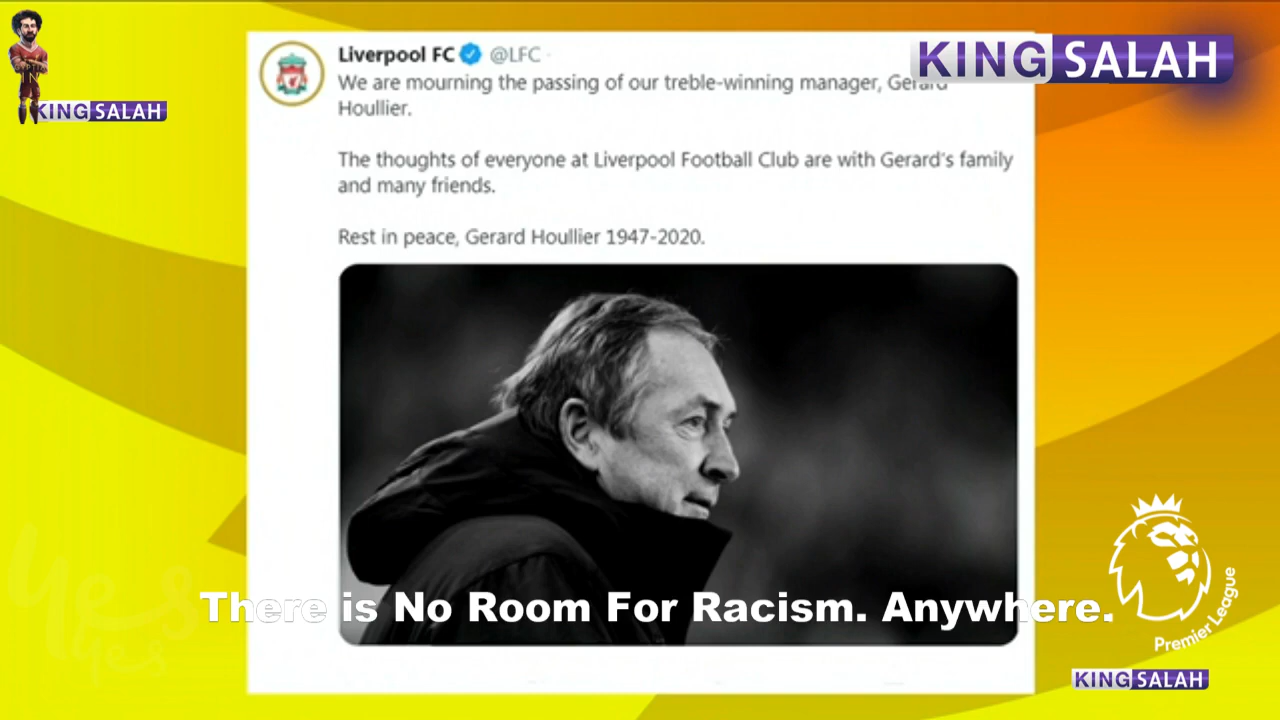 Liverpool FC @LFC ·
We are mourning the passing of our treble-winning manager, Gerard
Houllier.
The thoughts of everyone at Liverpool Football Club are with Gerard's family
and many friends.
Rest in peace, Gerard Houllier 1947-2020.
KING SALAH
KING SALAH
There is No Room For Racism. Anywhere.
Premier League
KING SALAH
yes
yes